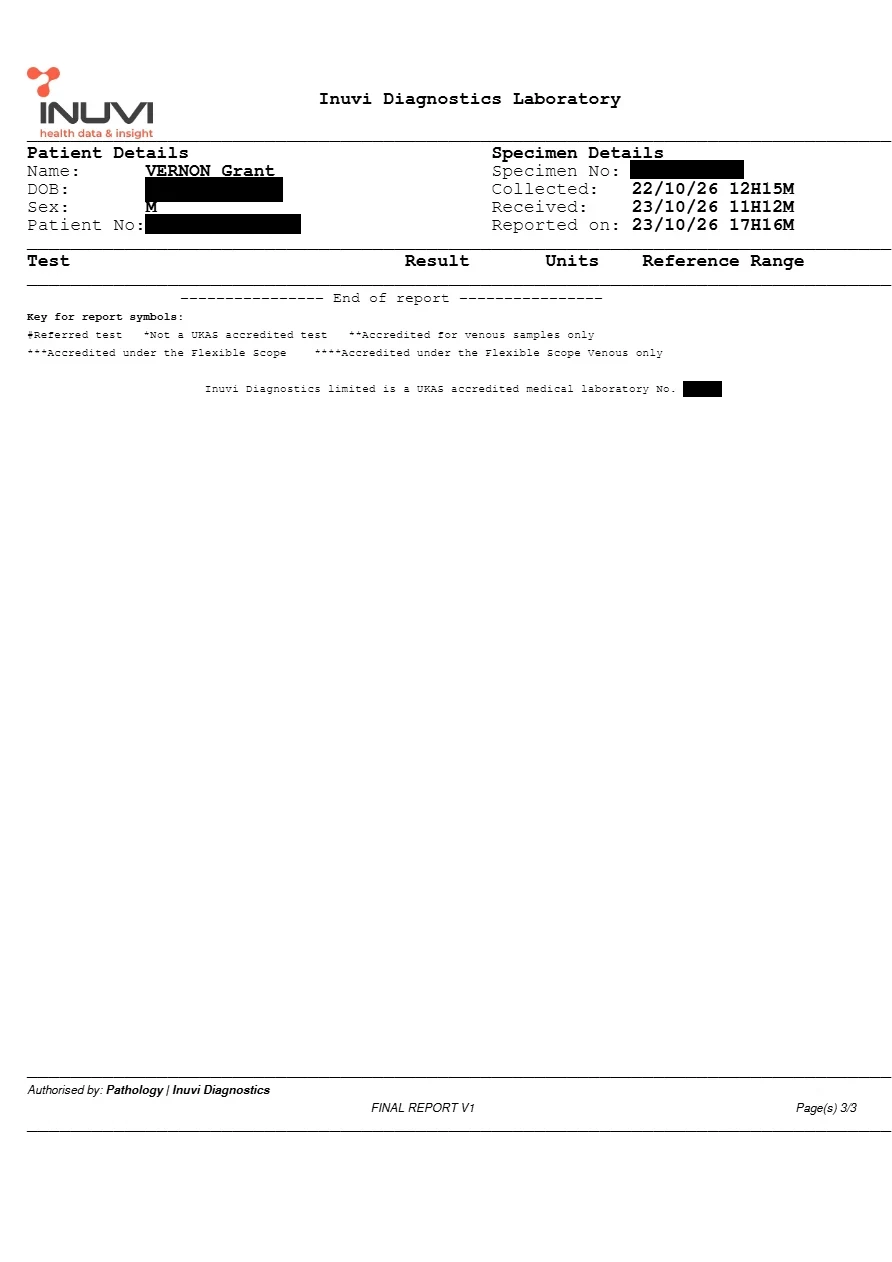 INUVI
health data & insight
Inuvi Diagnostics Laboratory
Patient Details Specimen Details
Name: VERNON Grant Specimen No:
DOB: Collected: 22/10/26 12H15M
Sex: M Received: 23/10/26 11H12M
Patient No: Reported on: 23/10/26 17H16M
Test Result Units Reference Range
---------------- End of report ----------------
Key for report symbols:
#Referred test *Not a UKAS accredited test **Accredited for venous samples only
***Accredited under the Flexible Scope ****Accredited under the Flexible Scope Venous only
Inuvi Diagnostics limited is a UKAS accredited medical laboratory No.
Authorised by: Pathology | Inuvi Diagnostics
FINAL REPORT V1 Page(s) 3/3